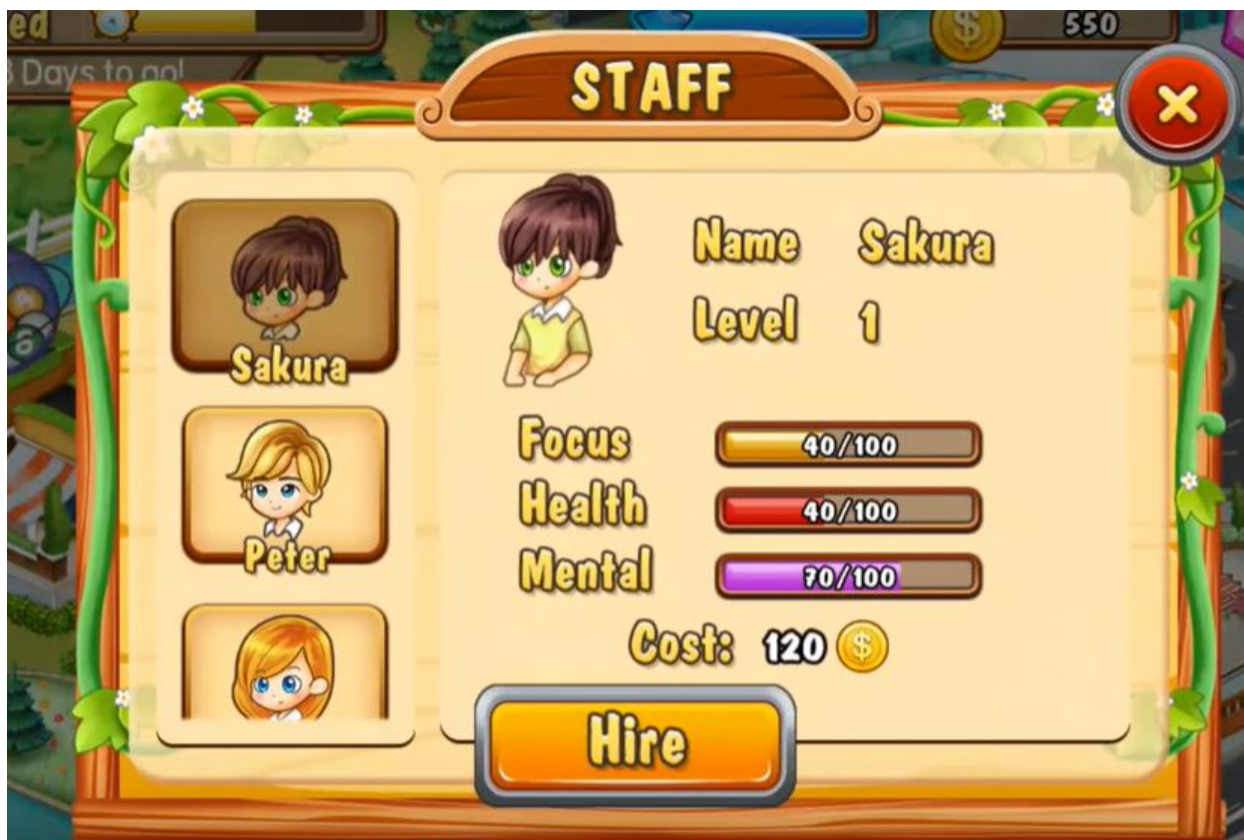 ed
550
Days to go!
STAFF
Sakura
Peter
Name Sakura
Level 1
Focus 40/100
Health 40/100
Mental 70/100
Cost: 120 $
Hire